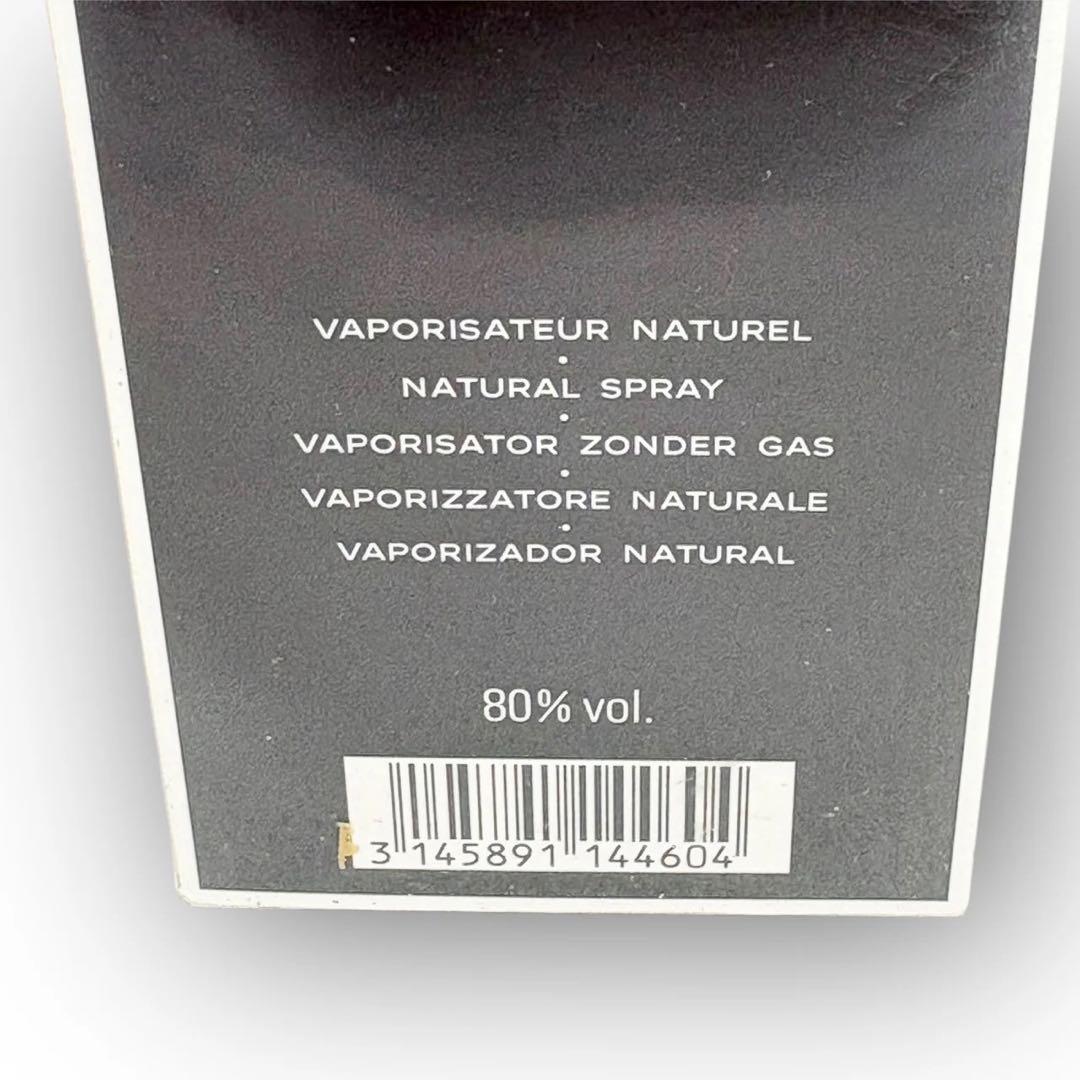 VAPORISATEUR NATUREL
•
NATURAL SPRAY
•
VAPORISATOR ZONDER GAS
•
VAPORIZZATORE NATURALE
•
VAPORIZADOR NATURAL
80% vol.
3 145891 144604